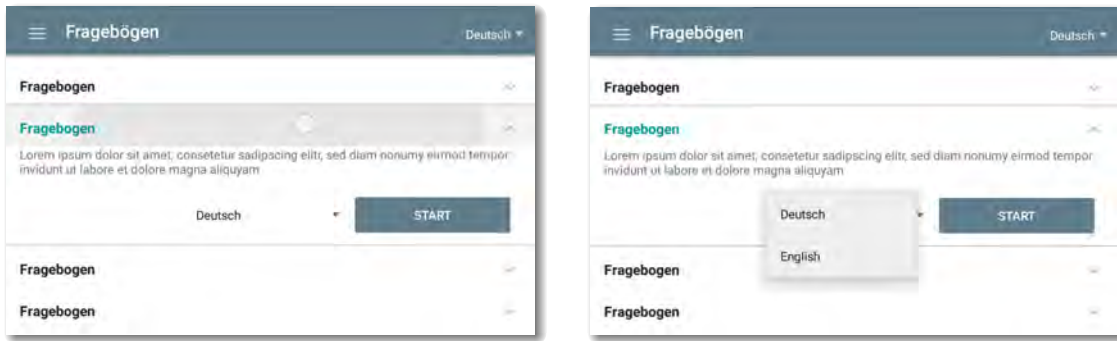 Fragebögen
Deutsch
Fragebogen
Fragebogen
Lorem ipsum dolor sit amet, consetetur sadipscing elitr, sed diam nonumy eirmod tempor
invidunt ut labore et dolore magna aliquyam
Deutsch
START
Fragebogen
Fragebogen
Fragebögen
Deutsch
Fragebogen
Fragebogen
Lorem ipsum dolor sit amet, consetetur sadipscing elitr, sed diam nonumy eirmod tempor
invidunt ut labore et dolore magna aliquyam
Deutsch
START
English
Fragebogen
Fragebogen